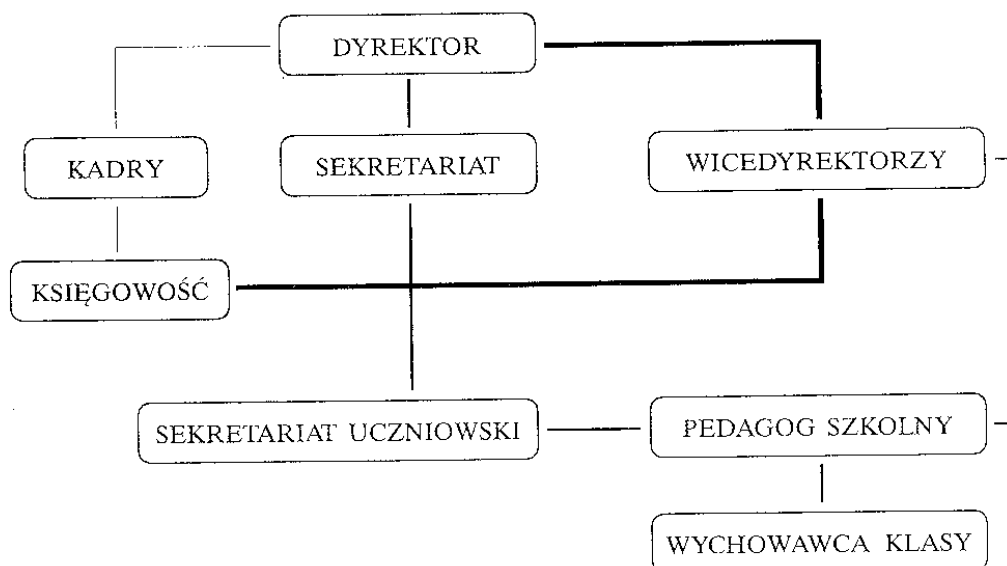 DYREKTOR
KADRY
SEKRETARIAT
WICEDYREKTORZY
KSIĘGOWOŚĆ
SEKRETARIAT UCZNIOWSKI
PEDAGOG SZKOLNY
WYCHOWAWCA KLASY